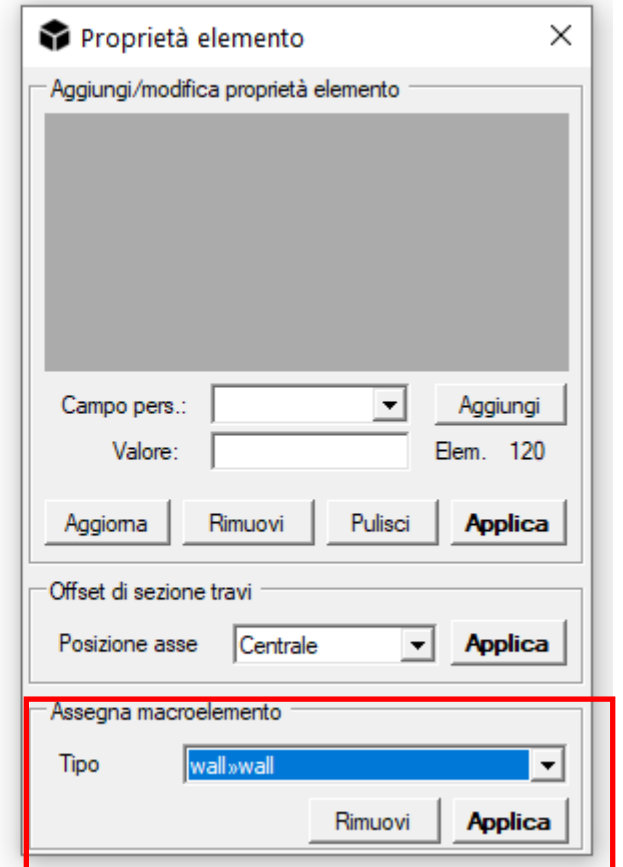 Proprietà elemento
Aggiungi/modifica proprietà elemento
Campo pers.: Aggiungi
Valore: Elem. 120
Aggiorna Rimuovi Pulisci Applica
Offset di sezione travi
Posizione asse Centrale Applica
Assegna macroelemento
Tipo wall»wall
Rimuovi Applica